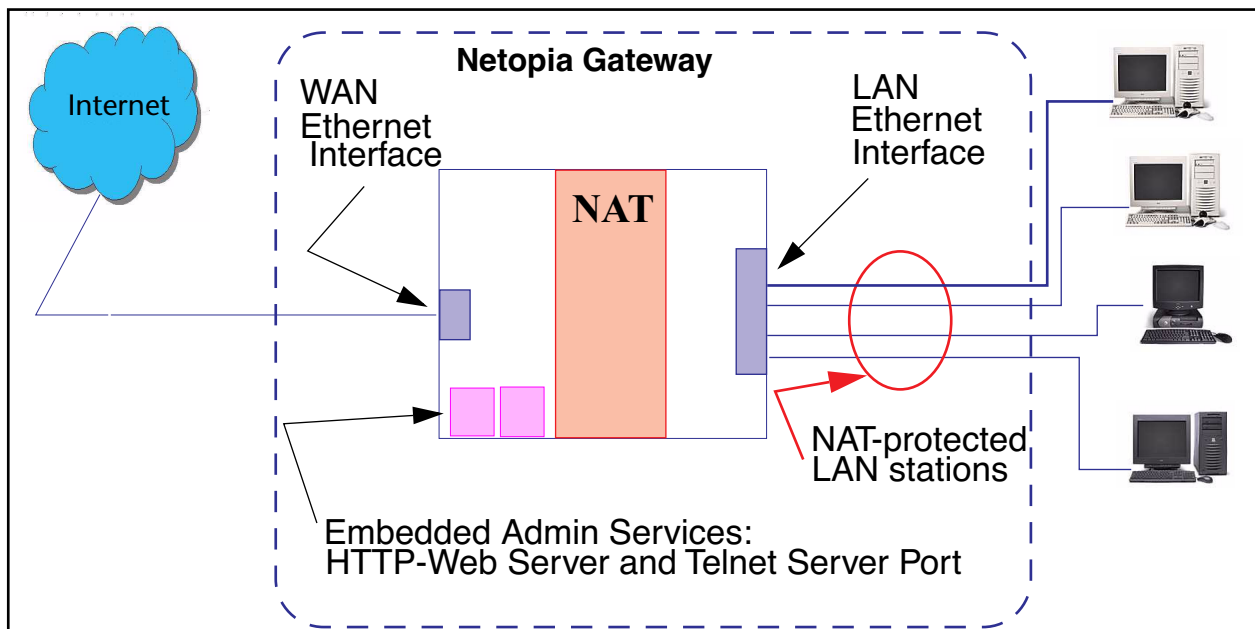 Netopia Gateway
Internet
WAN
Ethernet
Interface
LAN
Ethernet
Interface
NAT
NAT-protected
LAN stations
Embedded Admin Services:
HTTP-Web Server and Telnet Server Port